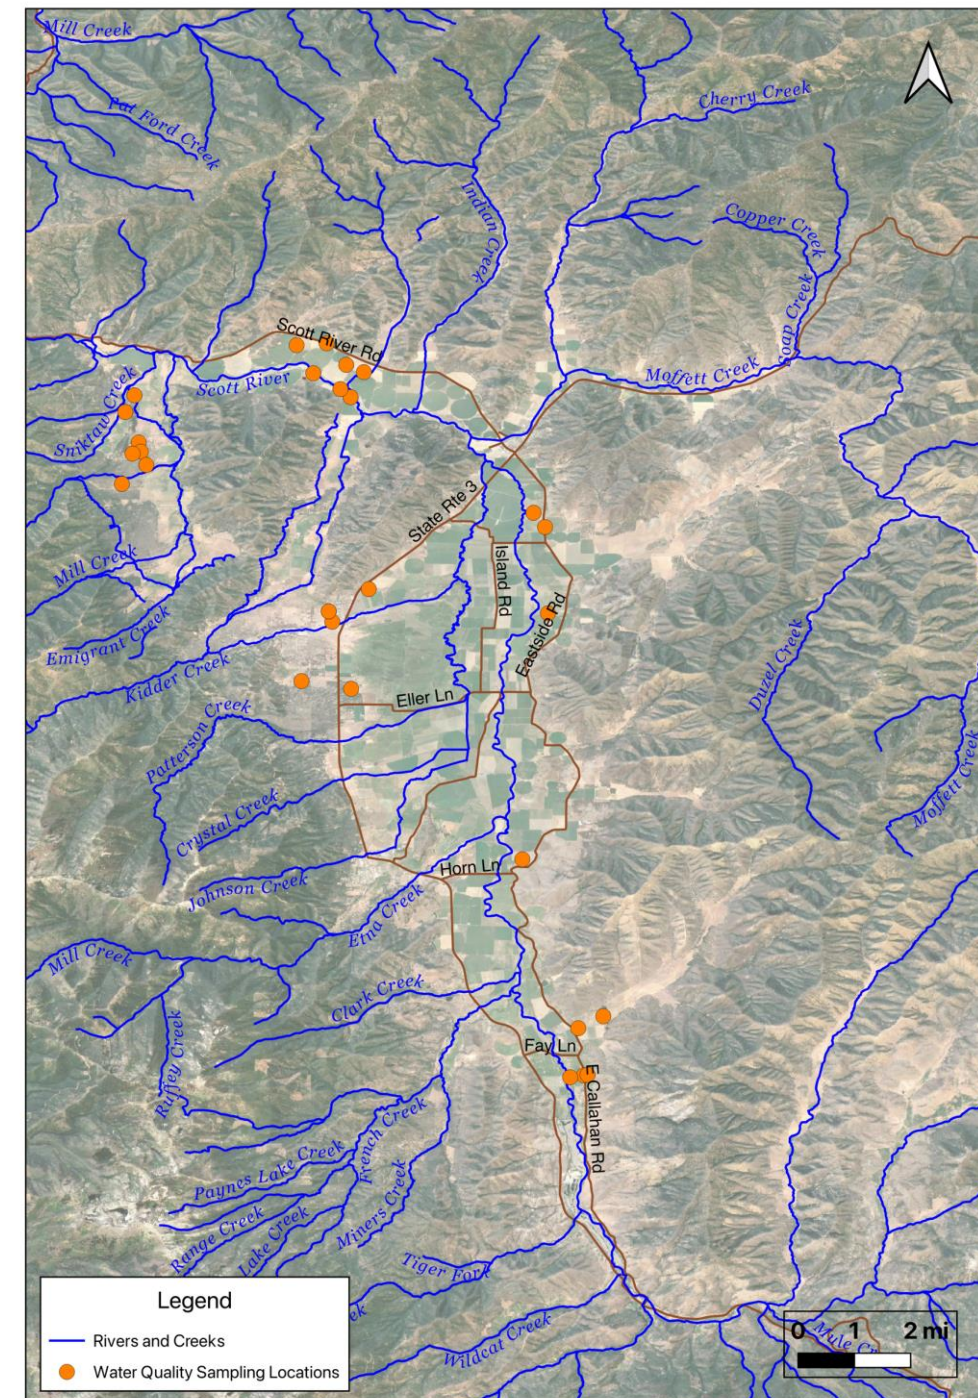 Mill Creek
Pat Ford Creek
Cherry Creek
Indian Creek
Copper Creek
Soap Creek
Scott River Rd
Scott River
Moffett Creek
Sniktaw Creek
State Rte 3
Island Rd
Mill Creek
Eastside Rd
Emigrant Creek
Kidder Creek
Duzel Creek
Eller Ln
Patterson Creek
Moffett Creek
Crystal Creek
Horn Ln
Johnson Creek
Etna Creek
Mill Creek
Clark Creek
Fay Ln
Ruffey Creek
E Callahan Rd
French Creek
Paynes Lake Creek
Miners Creek
Range Creek
Lake Creek
Tiger Fork
Wildcat Creek
Mule
0 1 2 mi
Legend
Rivers and Creeks
Water Quality Sampling Locations